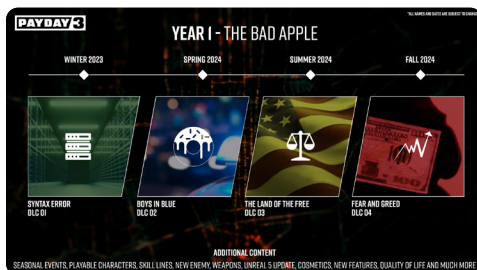 PAYDAY 3
*ALL NAMES AND DATES ARE SUBJECT TO CHANGE
YEAR 1 - THE BAD APPLE
WINTER 2023
SPRING 2024
SUMMER 2024
FALL 2024
SYNTAX ERROR
DLC 01
BOYS IN BLUE
DLC 02
THE LAND OF THE FREE
DLC 03
FEAR AND GREED
DLC 04
ADDITIONAL CONTENT
SEASONAL EVENTS, PLAYABLE CHARACTERS, SKILL LINES, NEW ENEMY, WEAPONS, UNREAL 5 UPDATE, COSMETICS, NEW FEATURES, QUALITY OF LIFE AND MUCH MORE